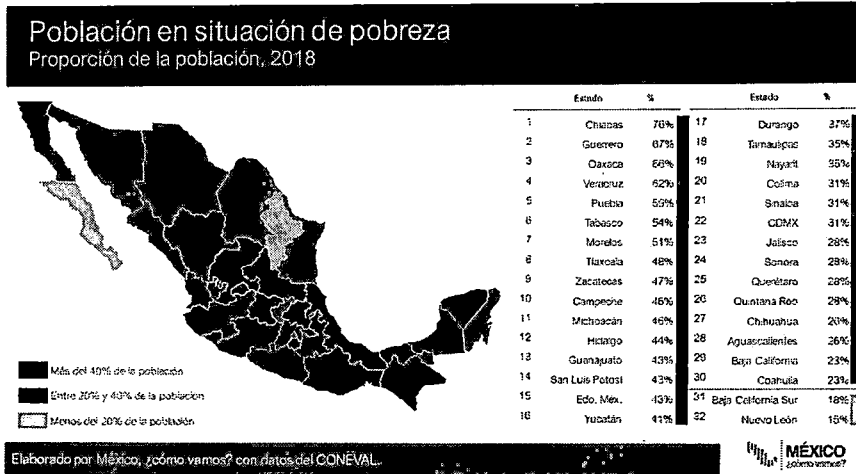 Población en situación de pobreza
Proporción de la población, 2018
Estado %
1 Chiapas 76%
2 Guerrero 67%
3 Oaxaca 66%
4 Veracruz 62%
5 Puebla 59%
6 Tabasco 54%
7 Morelos 51%
8 Tlaxcala 48%
9 Zacatecas 47%
10 Campeche 46%
11 Michoacán 46%
12 Hidalgo 44%
13 Guanajuato 43%
14 San Luis Potosí 43%
15 Edo. Méx. 43%
16 Yucatán 41%
Estado %
17 Durango 37%
18 Tamaulipas 35%
19 Nayarit 35%
20 Colima 31%
21 Sinaloa 31%
22 CDMX 31%
23 Jalisco 28%
24 Sonora 28%
25 Querétaro 28%
26 Quintana Roo 28%
27 Chihuahua 26%
28 Aguascalientes 26%
29 Baja California 23%
30 Coahuila 23%
31 Baja California Sur 18%
32 Nuevo León 15%
Más del 40% de la población
Entre 20% y 40% de la población
Menos del 20% de la población
Elaborado por México, ¿cómo vamos? con datos del CONEVAL.
MÉXICO
¿cómo vamos?